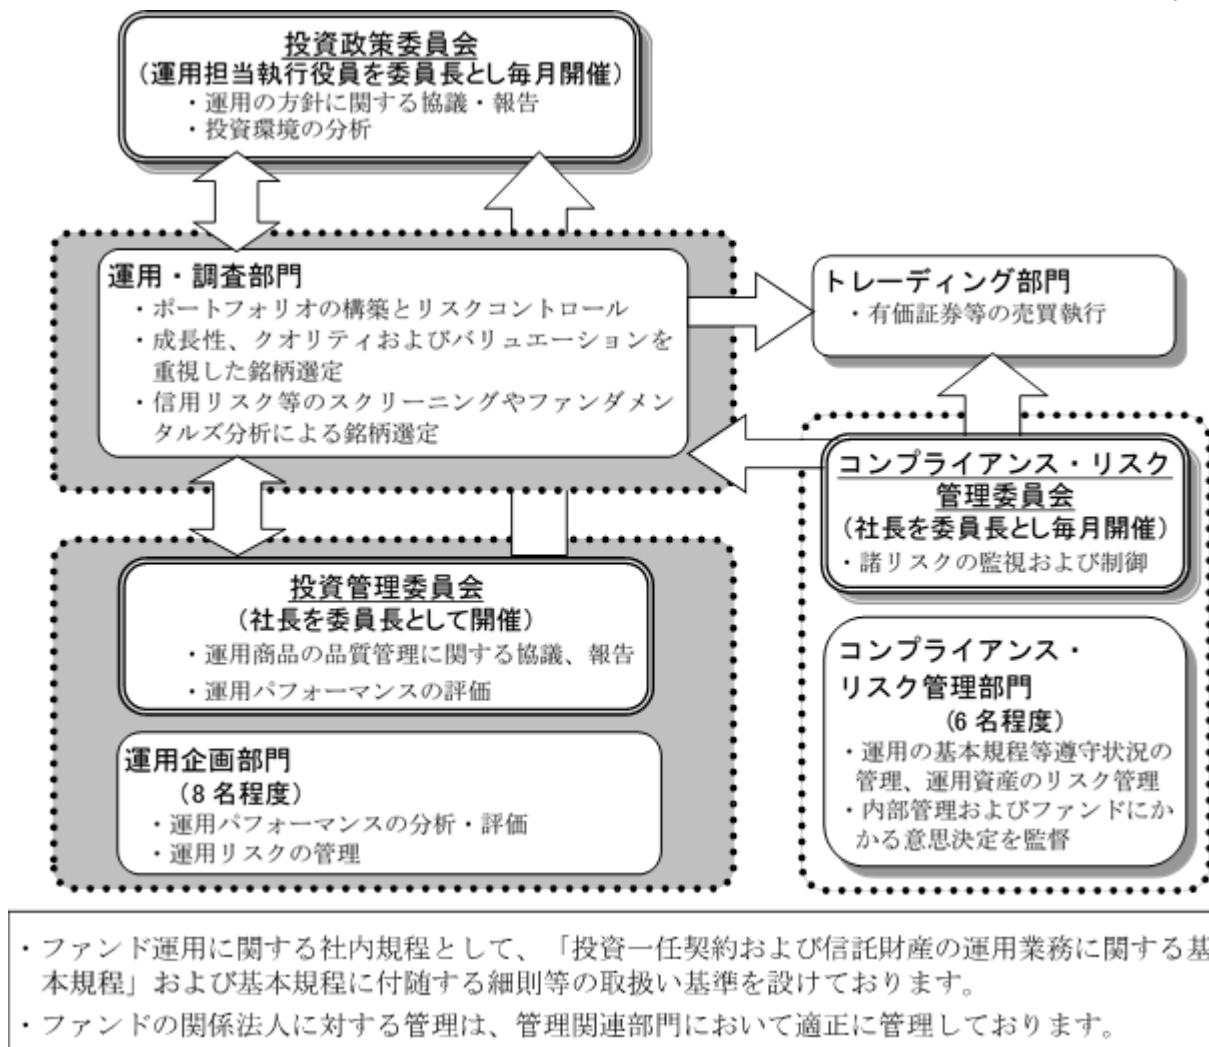 投資政策委員会
(運用担当執行役員を委員長とし毎月開催)
・運用の方針に関する協議・報告
・投資環境の分析
運用・調査部門
・ポートフォリオの構築とリスクコントロール
・成長性、クオリティおよびバリュエーションを
重視した銘柄選定
・信用リスク等のスクリーニングやファンダメン
タルズ分析による銘柄選定
トレーディング部門
・有価証券等の売買執行
コンプライアンス・リスク
管理委員会
(社長を委員長とし毎月開催)
・諸リスクの監視および制御
投資管理委員会
(社長を委員長として開催)
・運用商品の品質管理に関する協議、報告
・運用パフォーマンスの評価
コンプライアンス・
リスク管理部門
(6 名程度)
・運用の基本規程等遵守状況の
管理、運用資産のリスク管理
・内部管理およびファンドにか
かる意思決定を監督
運用企画部門
(8 名程度)
・運用パフォーマンスの分析・評価
・運用リスクの管理
・ファンド運用に関する社内規程として、「投資一任契約および信託財産の運用業務に関する基
本規程」および基本規程に付随する細則等の取扱い基準を設けております。
・ファンドの関係法人に対する管理は、管理関連部門において適正に管理しております。